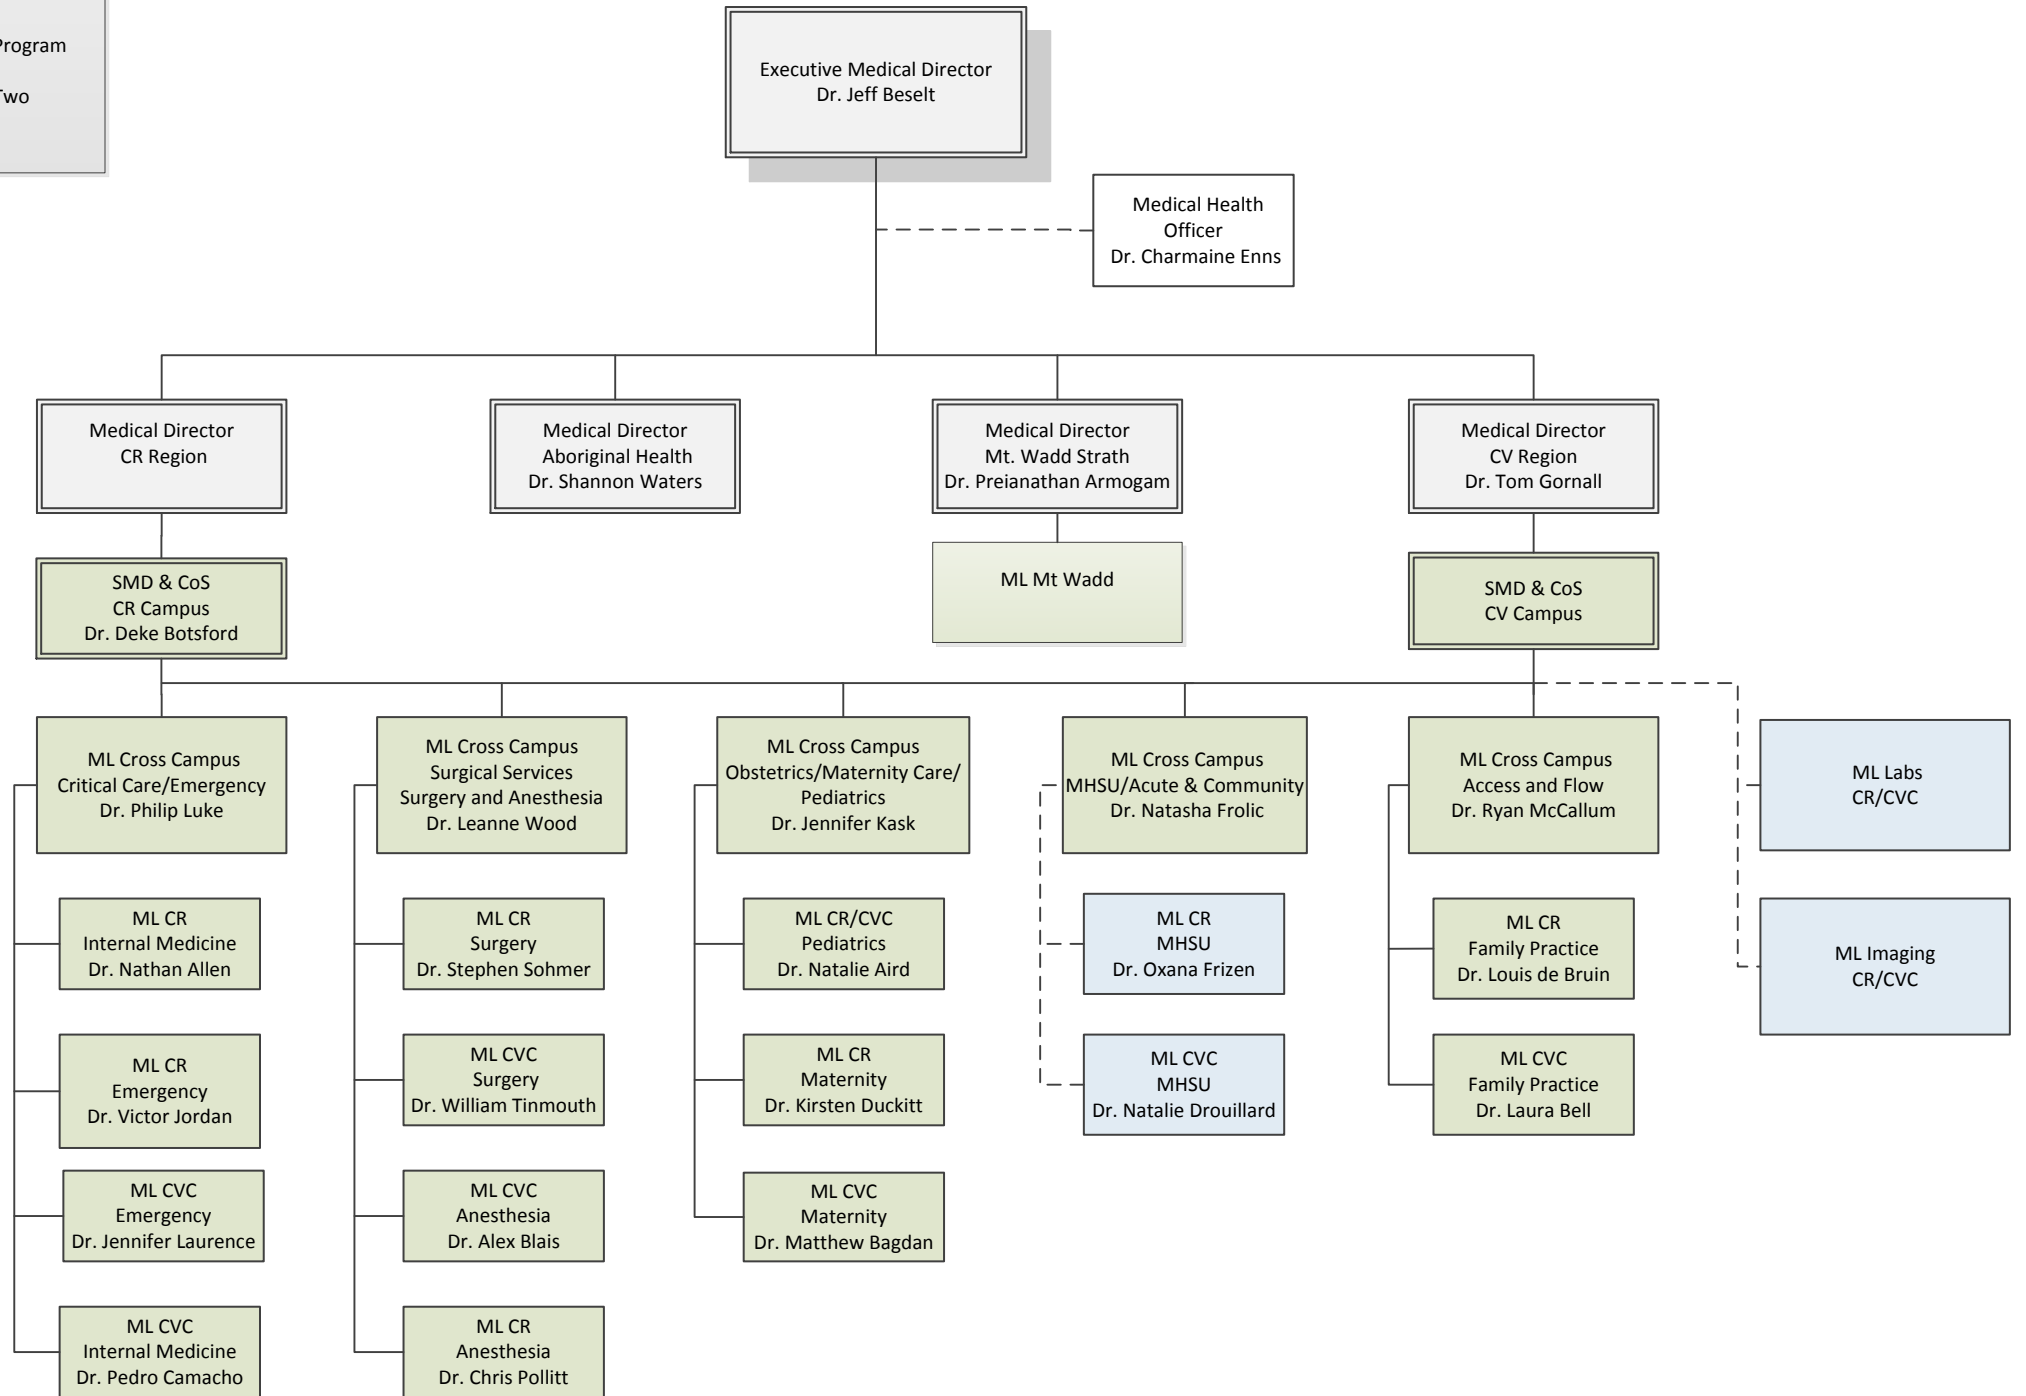 Program
Two
Executive Medical Director
Dr. Jeff Beselt
Medical Health
Officer
Dr. Charmaine Enns
Medical Director
CR Region
Medical Director
Aboriginal Health
Dr. Shannon Waters
Medical Director
Mt. Wadd Strath
Dr. Preianathan Armogam
Medical Director
CV Region
Dr. Tom Gornall
SMD & CoS
CR Campus
Dr. Deke Botsford
ML Mt Wadd
SMD & CoS
CV Campus
ML Cross Campus
Critical Care/Emergency
Dr. Philip Luke
ML Cross Campus
Surgical Services
Surgery and Anesthesia
Dr. Leanne Wood
ML Cross Campus
Obstetrics/Maternity Care/
Pediatrics
Dr. Jennifer Kask
ML Cross Campus
MHSU/Acute & Community
Dr. Natasha Frolic
ML Cross Campus
Access and Flow
Dr. Ryan McCallum
ML Labs
CR/CVC
ML CR
Internal Medicine
Dr. Nathan Allen
ML CR
Surgery
Dr. Stephen Sohmer
ML CR/CVC
Pediatrics
Dr. Natalie Aird
ML CR
MHSU
Dr. Oxana Frizen
ML CR
Family Practice
Dr. Louis de Bruin
ML Imaging
CR/CVC
ML CR
Emergency
Dr. Victor Jordan
ML CVC
Surgery
Dr. William Tinmouth
ML CR
Maternity
Dr. Kirsten Duckitt
ML CVC
MHSU
Dr. Natalie Drouillard
ML CVC
Family Practice
Dr. Laura Bell
ML CVC
Emergency
Dr. Jennifer Laurence
ML CVC
Anesthesia
Dr. Alex Blais
ML CVC
Maternity
Dr. Matthew Bagdan
ML CVC
Internal Medicine
Dr. Pedro Camacho
ML CR
Anesthesia
Dr. Chris Pollitt